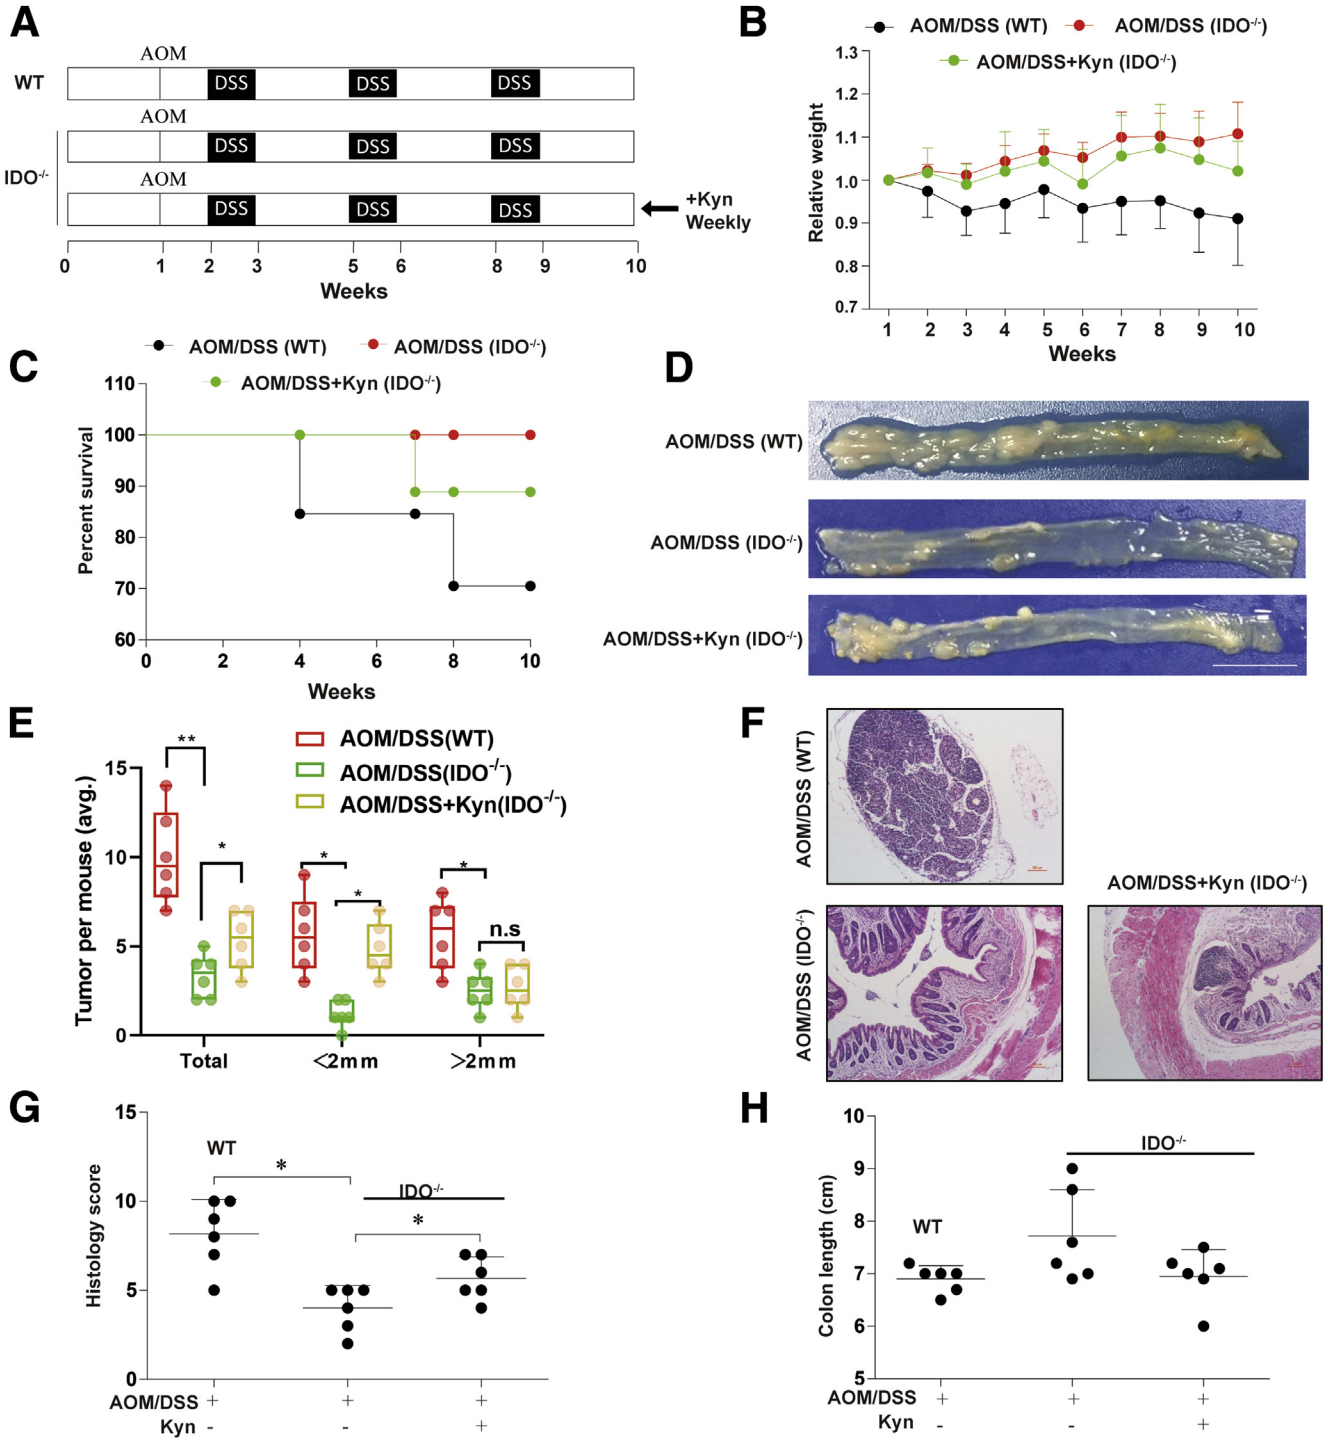 A
AOM
WT
DSS DSS DSS
AOM
DSS DSS DSS
IDO-/-
AOM
DSS DSS DSS
+Kyn
Weekly
0 1 2 3 5 6 8 9 10
Weeks
B
AOM/DSS (WT) AOM/DSS (IDO-/-)
AOM/DSS+Kyn (IDO-/-)
1.3
1.2
1.1
1.0
0.9
0.8
0.7
Relative weight
1 2 3 4 5 6 7 8 9 10
Weeks
C
AOM/DSS (WT) AOM/DSS (IDO-/-)
AOM/DSS+Kyn (IDO-/-)
110
100
90
80
70
60
Percent survival
0 2 4 6 8 10
Weeks
D
AOM/DSS (WT)
AOM/DSS (IDO-/-)
AOM/DSS+Kyn (IDO-/-)
E
AOM/DSS(WT)
AOM/DSS(IDO-/-)
AOM/DSS+Kyn(IDO-/-)
Tumor per mouse (avg.)
15
10
5
0
**
*
*
*
*
n.s
Total <2mm >2mm
F
AOM/DSS (WT)
AOM/DSS (IDO-/-)
AOM/DSS+Kyn (IDO-/-)
G
Histology score
15
10
5
0
WT
*
IDO-/-
*
AOM/DSS + + +
Kyn - - +
H
Colon length (cm)
10
9
8
7
6
5
WT
IDO-/-
AOM/DSS + + +
Kyn - - +